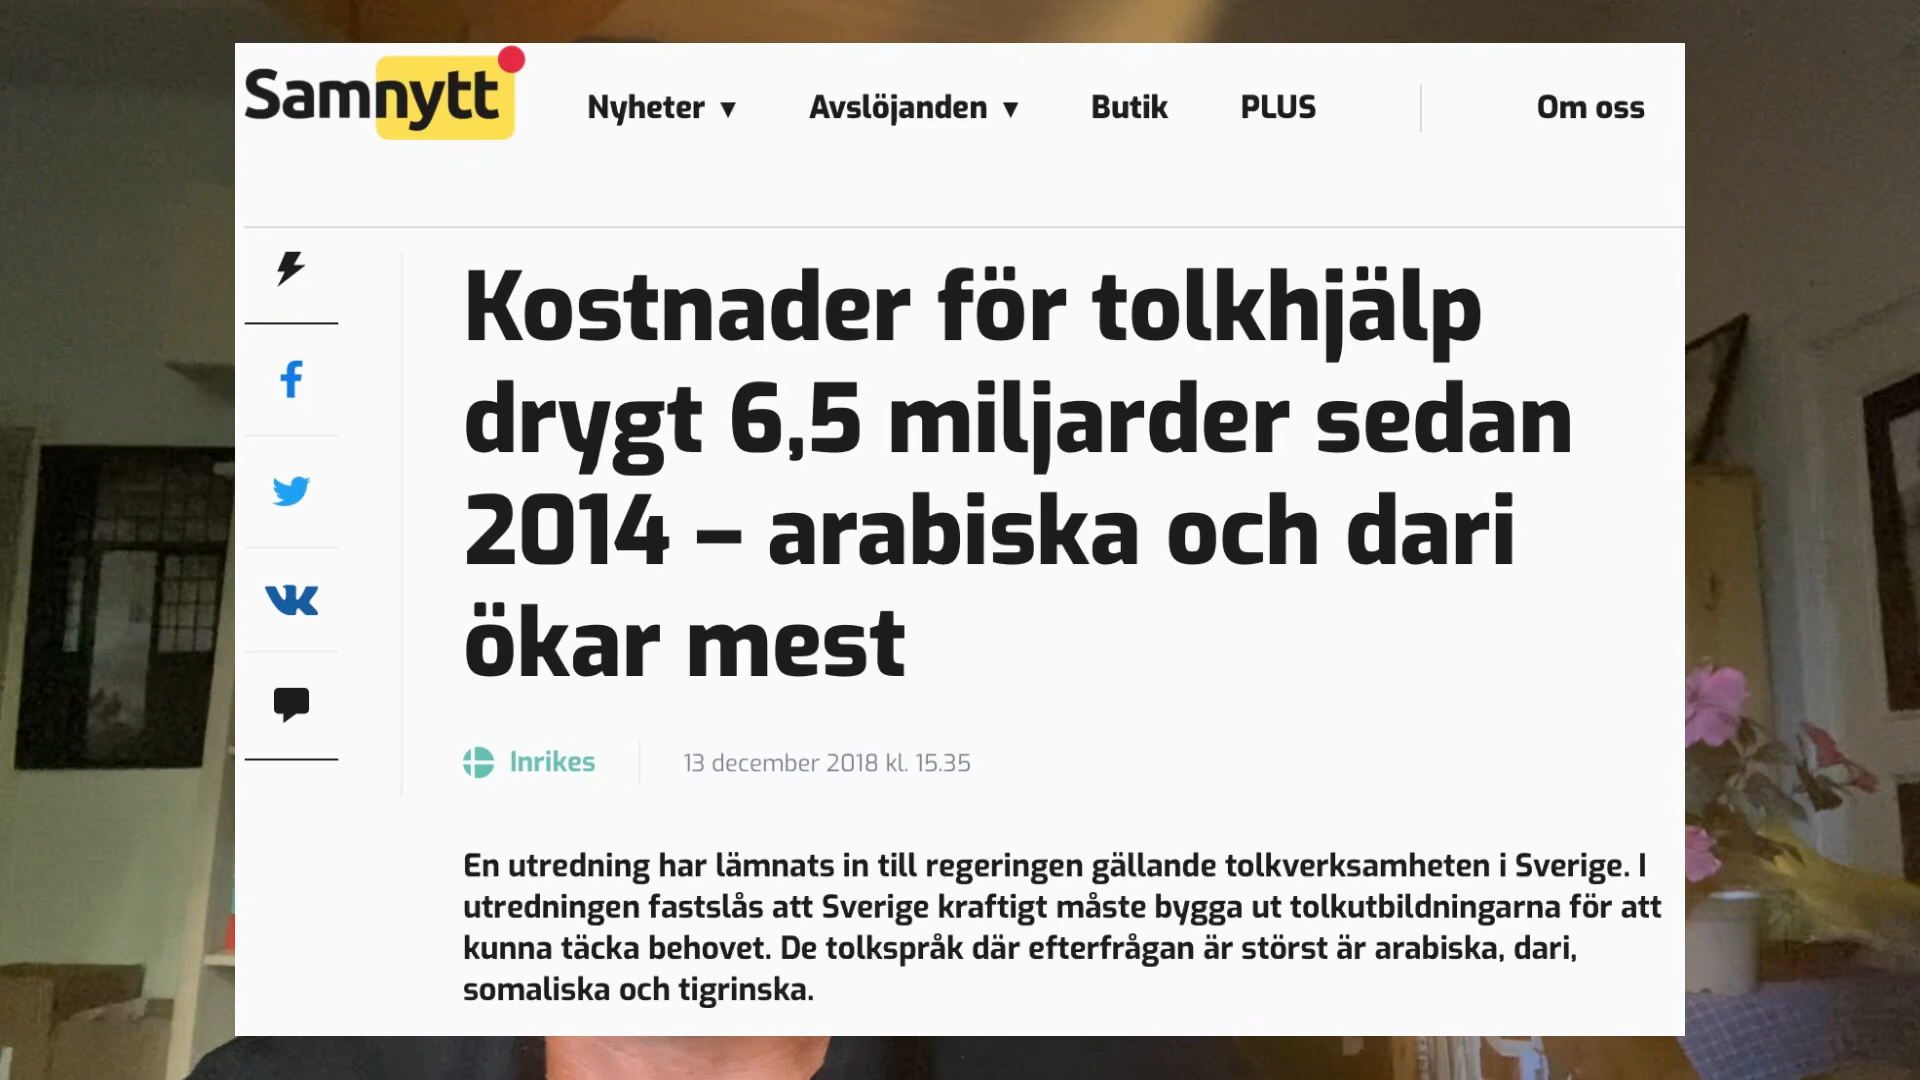 Samnytt
Nyheter ▼ Avslöjanden ▼ Butik PLUS Om oss
Kostnader för tolkhjälp
drygt 6,5 miljarder sedan
2014 – arabiska och dari
ökar mest
Inrikes 13 december 2018 kl. 15.35
En utredning har lämnats in till regeringen gällande tolkverksamheten i Sverige. I
utredningen fastslås att Sverige kraftigt måste bygga ut tolkutbildningarna för att
kunna täcka behovet. De tolkspråk där efterfrågan är störst är arabiska, dari,
somaliska och tigrinska.